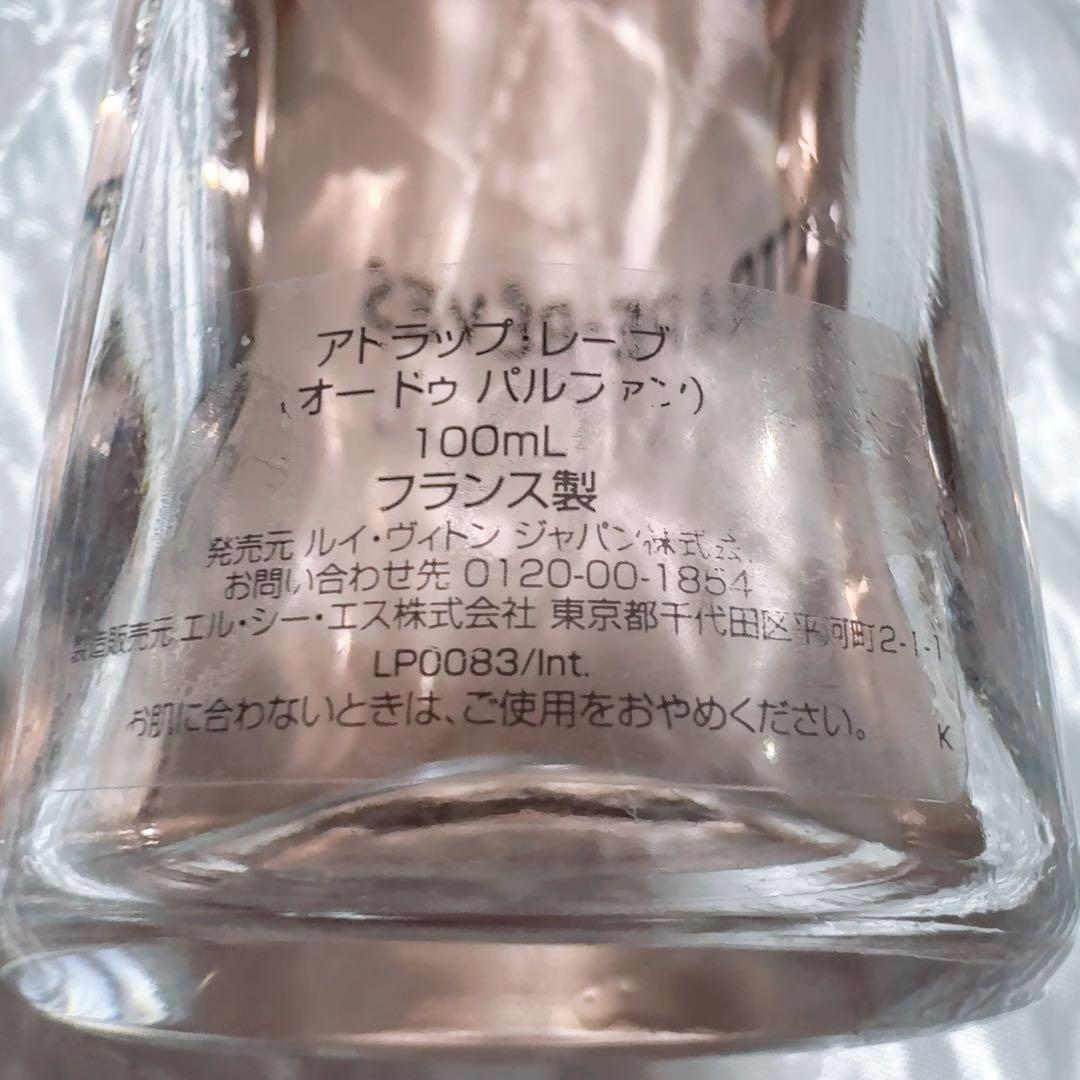 アトラップ・レーブ
(オー ドゥ パルファン)
100mL
フランス製
発売元 ルイ・ヴィトン ジャパン株式会
お問い合わせ先 0120-00-1854
製造販売元 エル・シー・エス株式会社 東京都千代田区平河町2-1-1
LP0083/Int.
お肌に合わないときは、ご使用をおやめください。
K